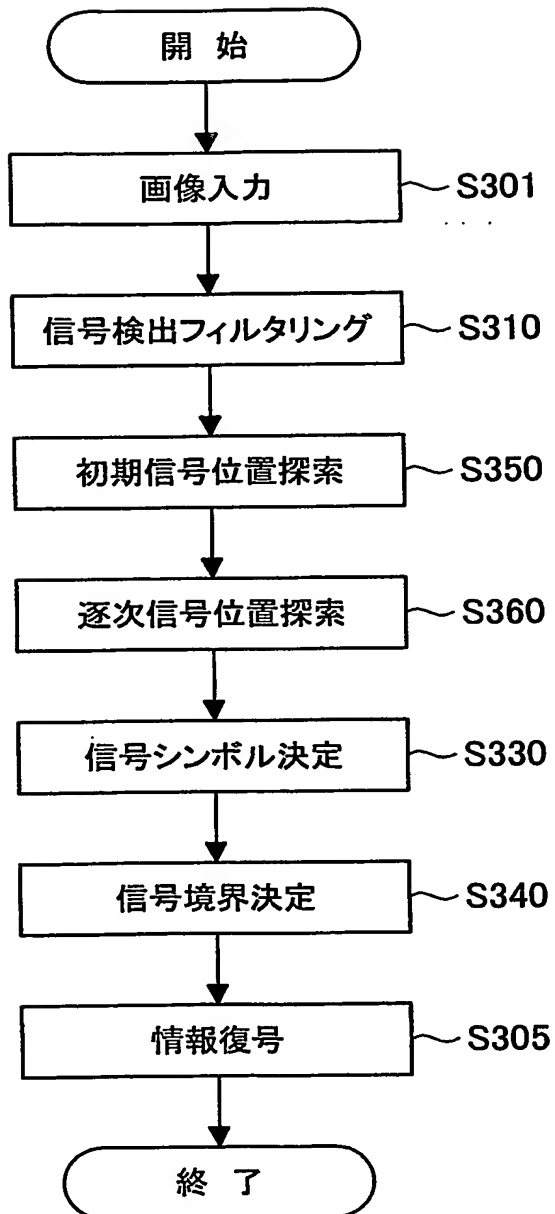 開 始
画像入力 S301
信号検出フィルタリング S310
初期信号位置探索 S350
逐次信号位置探索 S360
信号シンボル決定 S330
信号境界決定 S340
情報復号 S305
終 了